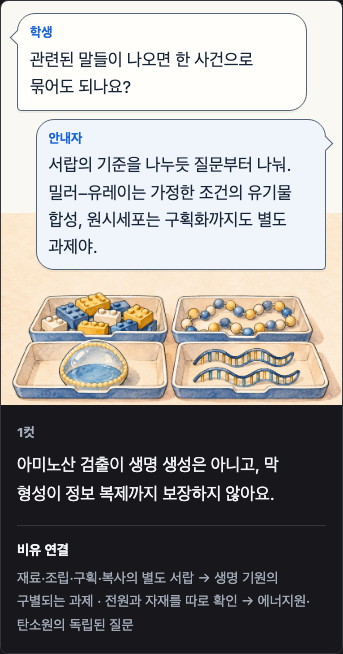 학생
관련된 말들이 나오면 한 사건으로
묶어도 되나요?
안내자
서랍의 기준을 나누듯 질문부터 나눠.
밀러–유레이는 가정한 조건의 유기물
합성, 원시세포는 구획화까지도 별도
과제야.
1컷
아미노산 검출이 생명 생성은 아니고, 막
형성이 정보 복제까지 보장하지 않아요.
비유 연결
재료·조립·구획·복사의 별도 서랍 → 생명 기원의
구별되는 과제 · 전원과 자재를 따로 확인 → 에너지원·
탄소원의 독립된 질문